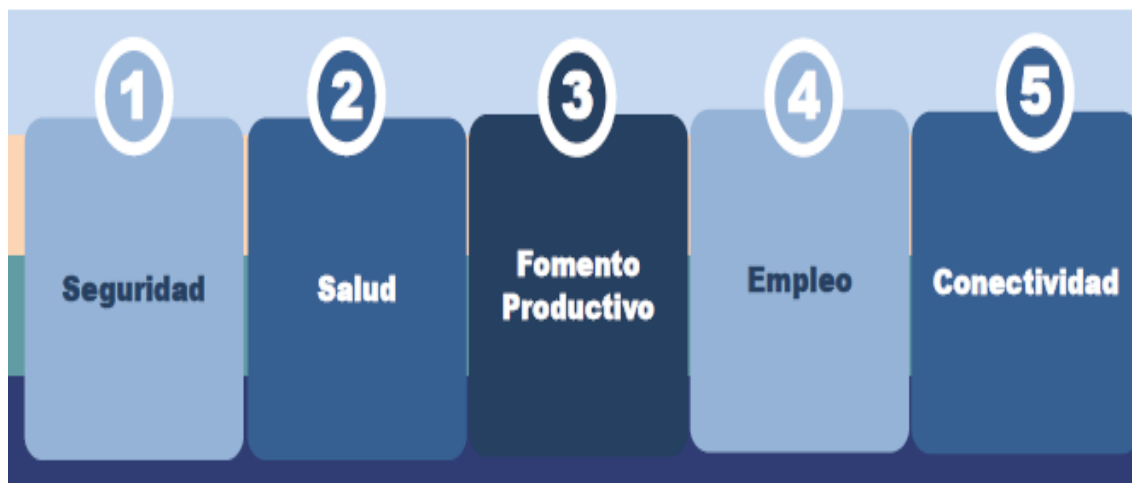 1
Seguridad
2
Salud
3
Fomento
Productivo
4
Empleo
5
Conectividad